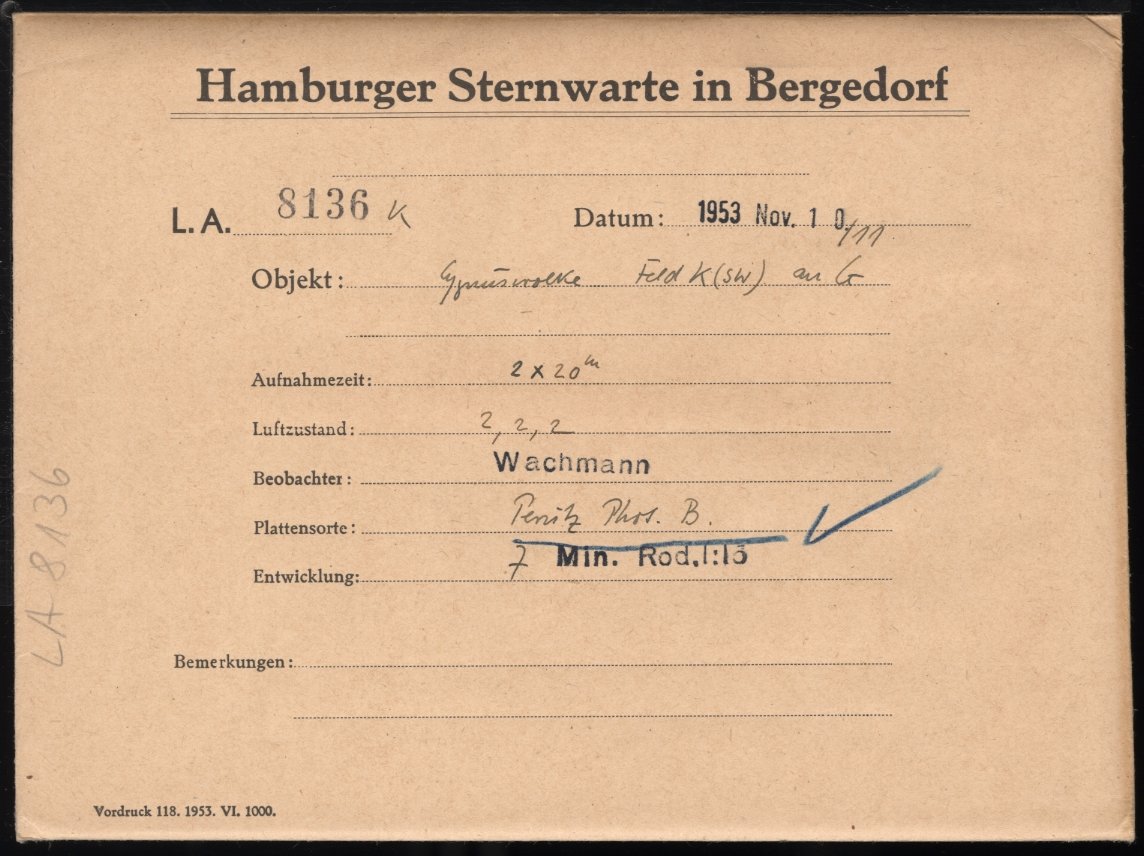 Hamburger Sternwarte in Bergedorf
L. A. 8136 K Datum: 1953 Nov. 10/11
Objekt: Cygnuswolke Feld K (SW) an G
Aufnahmezeit: 2 x 20m
Luftzustand: 2, 2, 2
Beobachter: Wachmann
Plattensorte: Perutz Phot. B.
Entwicklung: 7 Min. Rod. 1:15
Bemerkungen:
Vordruck 118. 1953. VI. 1000.
LA 8136